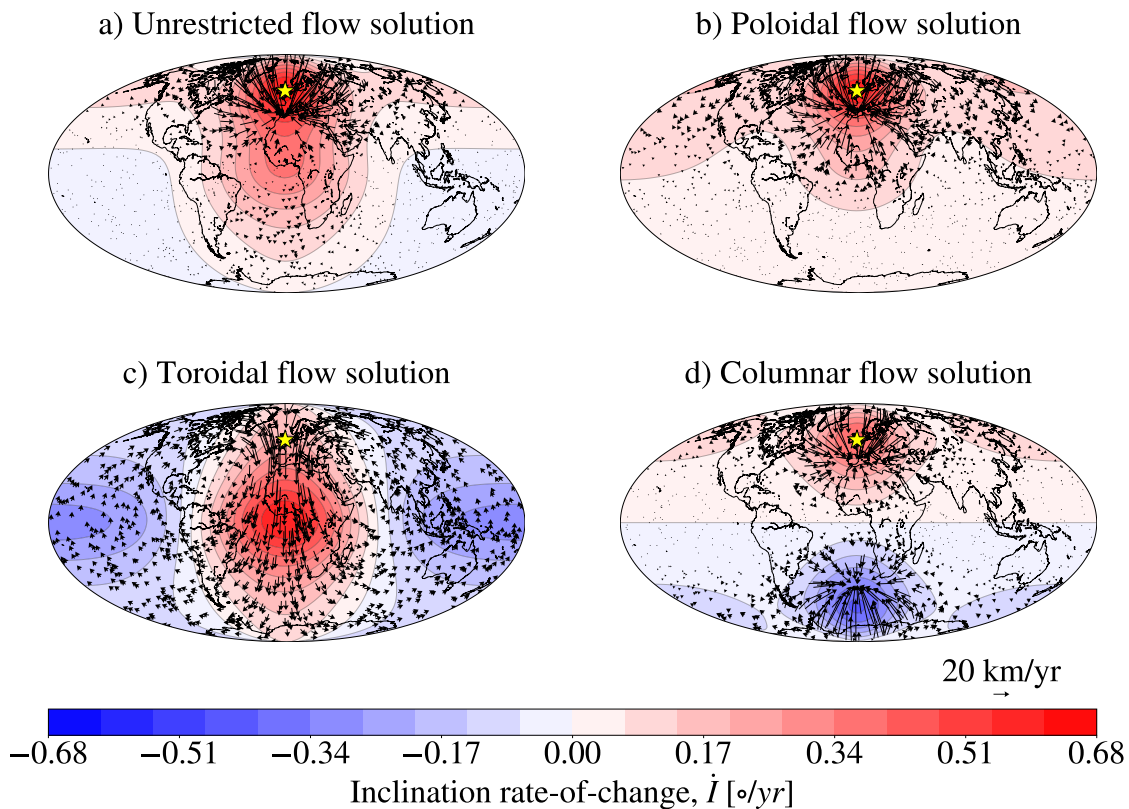 a) Unrestricted flow solution
b) Poloidal flow solution
c) Toroidal flow solution
d) Columnar flow solution
20 km/yr
−0.68 −0.51 −0.34 −0.17 0.00 0.17 0.34 0.51 0.68
Inclination rate-of-change, İ [∘/yr]